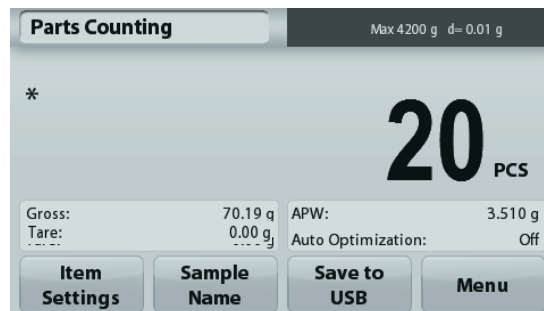 Parts Counting
Max 4200 g d= 0.01 g
*
20 PCS
Gross: 70.19 g
Tare: 0.00 g
APW: 3.510 g
Auto Optimization: Off
Item Settings
Sample Name
Save to USB
Menu